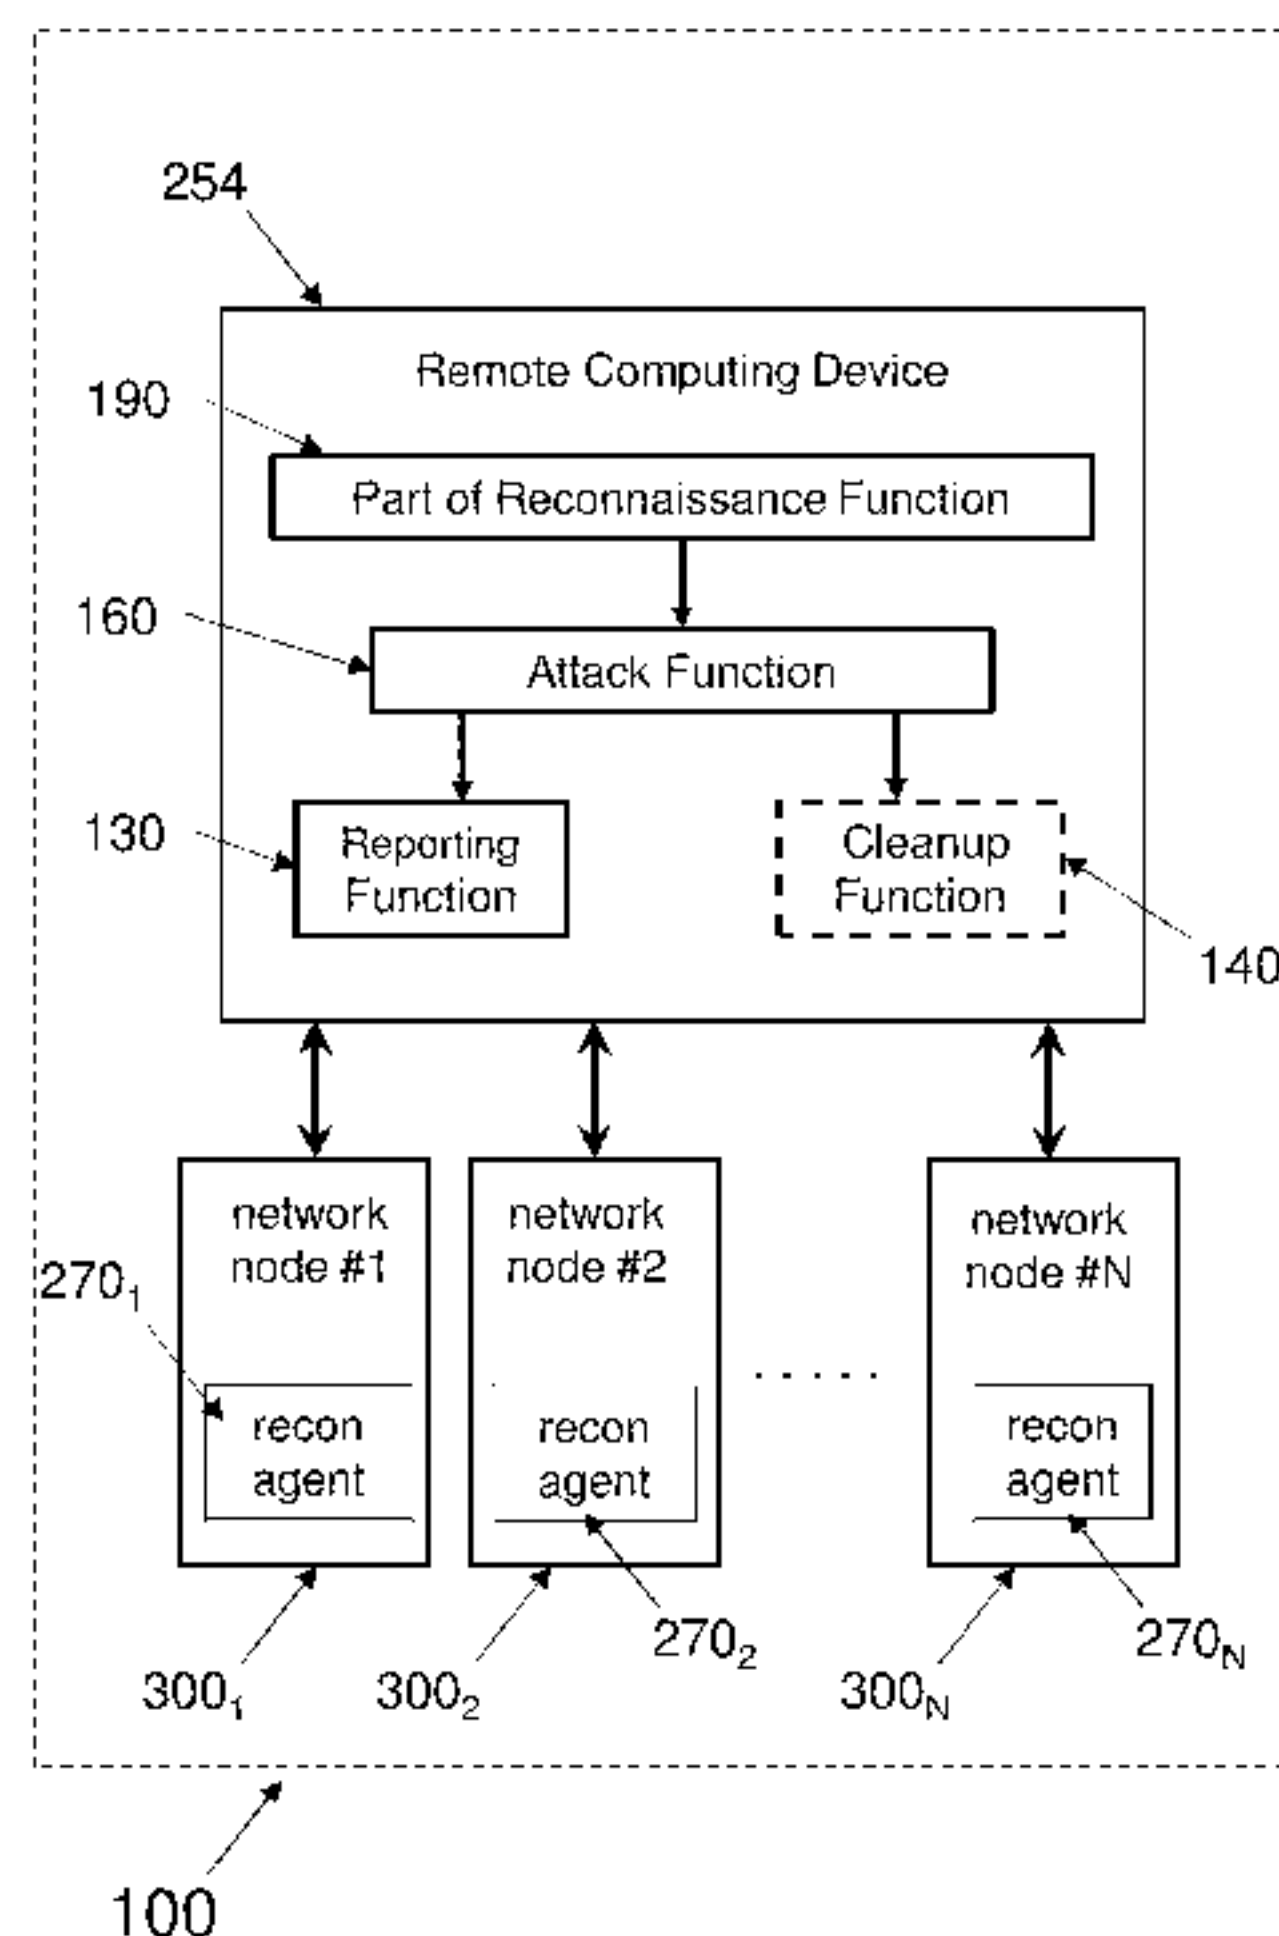 254
Remote Computing Device
190
Part of Reconnaissance Function
160
Attack Function
130
Reporting
Function
Cleanup
Function
140
network
node #1
network
node #2
network
node #N
270₁
recon
agent
recon
agent
. . . . .
recon
agent
300₁
300₂
270₂
300N
270N
100